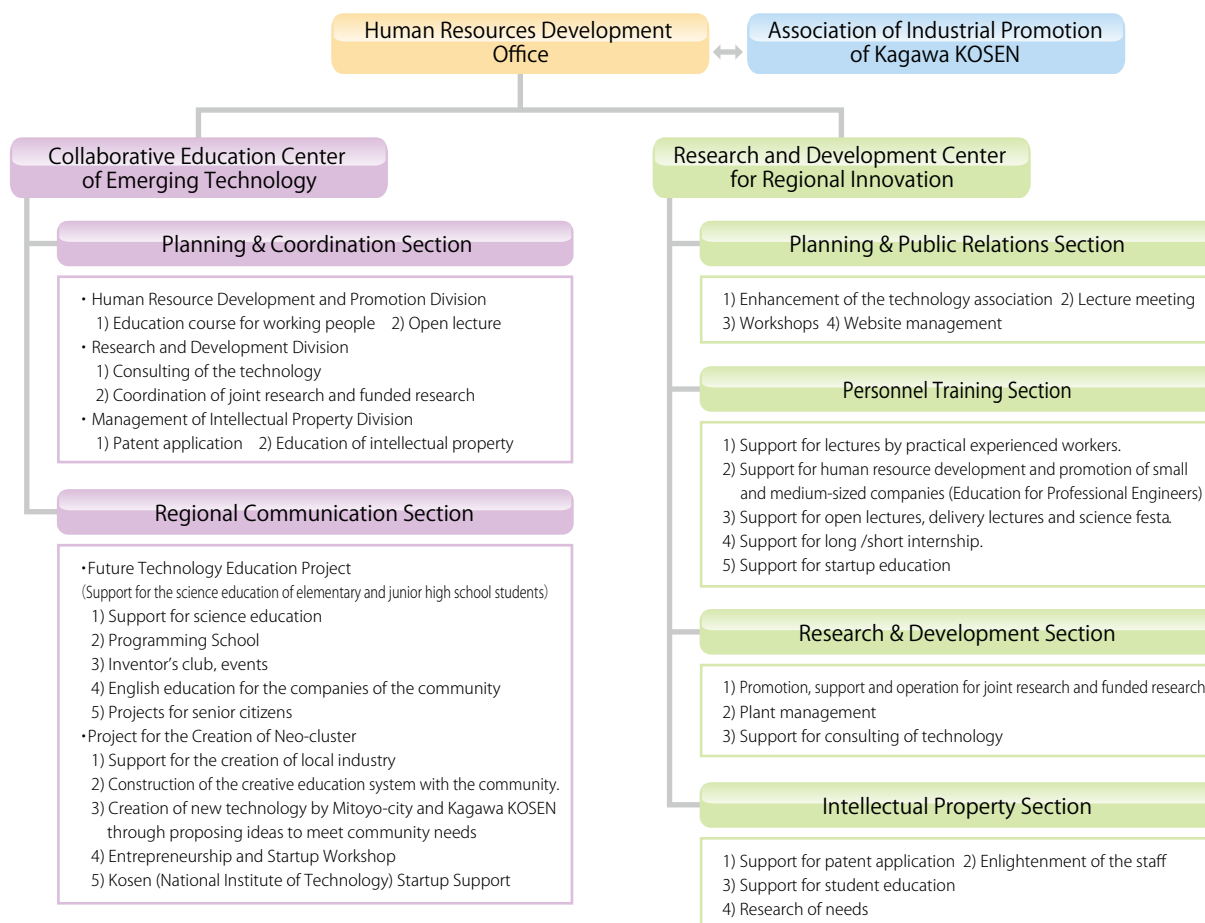 Human Resources Development
Office
Association of Industrial Promotion
of Kagawa KOSEN
Collaborative Education Center
of Emerging Technology
Planning & Coordination Section
・Human Resource Development and Promotion Division
1) Education course for working people 2) Open lecture
・Research and Development Division
1) Consulting of the technology
2) Coordination of joint research and funded research
・Management of Intellectual Property Division
1) Patent application 2) Education of intellectual property
Regional Communication Section
・Future Technology Education Project
(Support for the science education of elementary and junior high school students)
1) Support for science education
2) Programming School
3) Inventor's club, events
4) English education for the companies of the community
5) Projects for senior citizens
・Project for the Creation of Neo-cluster
1) Support for the creation of local industry
2) Construction of the creative education system with the community.
3) Creation of new technology by Mitoyo-city and Kagawa KOSEN
through proposing ideas to meet community needs
4) Entrepreneurship and Startup Workshop
5) Kosen (National Institute of Technology) Startup Support
Research and Development Center
for Regional Innovation
Planning & Public Relations Section
1) Enhancement of the technology association 2) Lecture meeting
3) Workshops 4) Website management
Personnel Training Section
1) Support for lectures by practical experienced workers.
2) Support for human resource development and promotion of small
and medium-sized companies (Education for Professional Engineers)
3) Support for open lectures, delivery lectures and science festa.
4) Support for long /short internship.
5) Support for startup education
Research & Development Section
1) Promotion, support and operation for joint research and funded research
2) Plant management
3) Support for consulting of technology
Intellectual Property Section
1) Support for patent application 2) Enlightenment of the staff
3) Support for student education
4) Research of needs